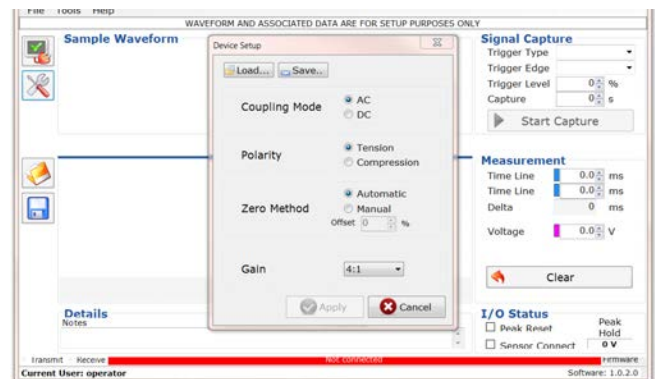 File Tools Help
WAVEFORM AND ASSOCIATED DATA ARE FOR SETUP PURPOSES ONLY
Sample Waveform
Device Setup
Load... Save..
Coupling Mode
AC
DC
Polarity
Tension
Compression
Zero Method
Automatic
Manual
Offset 0 %
Gain 4:1
Apply Cancel
Signal Capture
Trigger Type
Trigger Edge
Trigger Level 0 %
Capture 0 s
Start Capture
Measurement
Time Line 0.0 ms
Time Line 0.0 ms
Delta 0 ms
Voltage 0.0 V
Clear
Details
Notes
I/O Status
Peak Reset
Peak Hold
Sensor Connect 0 V
Transmit Receive Not connected Firmware
Current User: operator Software: 1.0.2.0